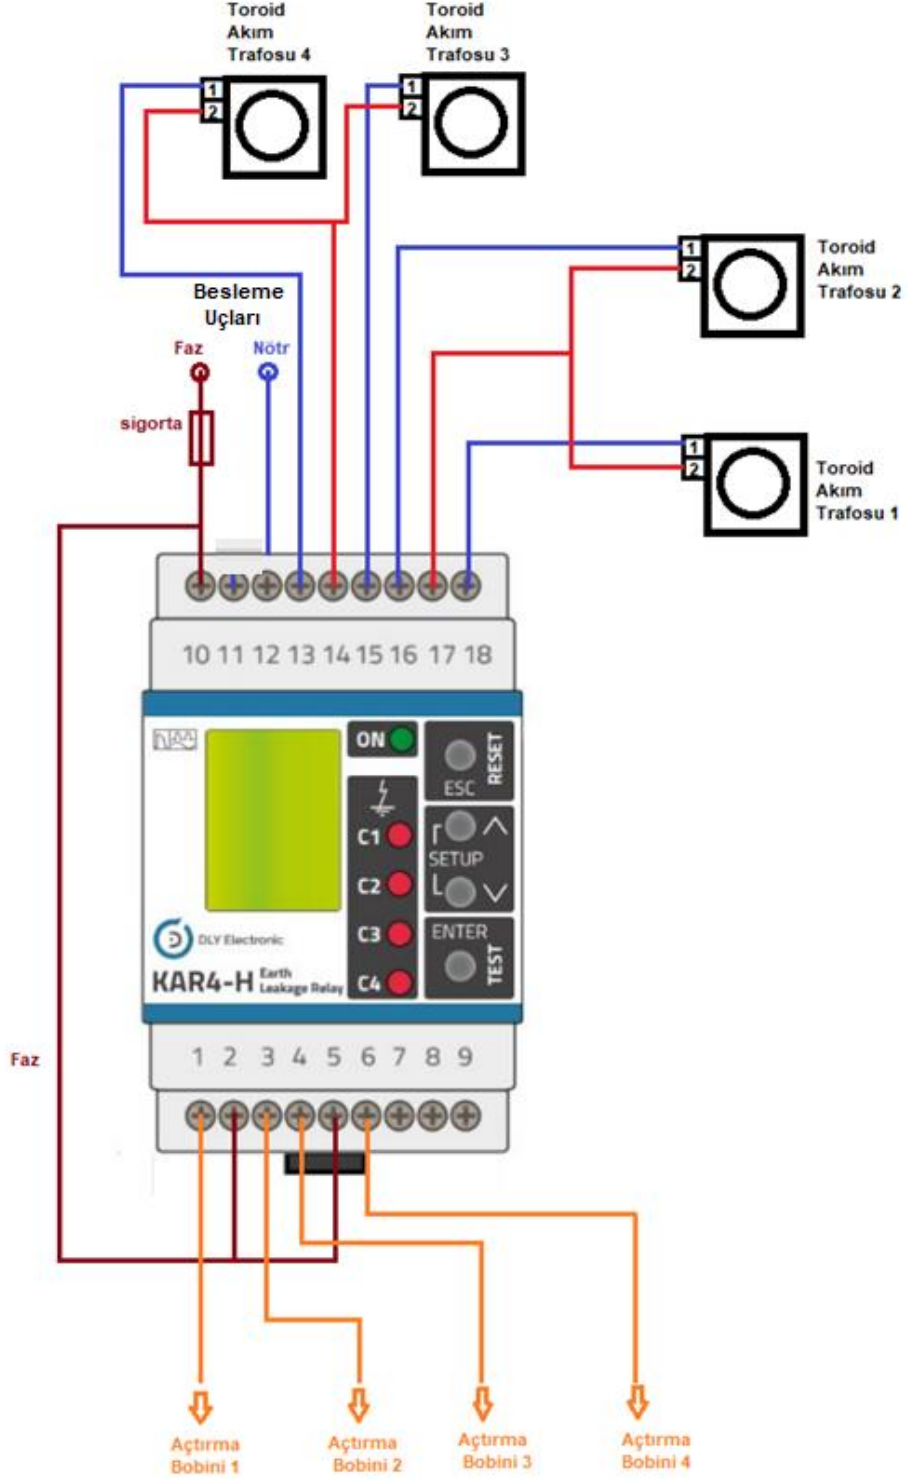 Toroid
Akım
Trafosu 4
Toroid
Akım
Trafosu 3
1
2
1
2
1
2
Toroid
Akım
Trafosu 2
Besleme
Uçları
Faz
Nötr
sigorta
1
2
Toroid
Akım
Trafosu 1
10 11 12 13 14 15 16 17 18
ON
RESET
ESC
C1
SETUP
C2
C3
ENTER
TEST
C4
DLY Electronic
KAR4-H Earth
Leakage Relay
Faz
1 2 3 4 5 6 7 8 9
Açtırma
Bobini 1
Açtırma
Bobini 2
Açtırma
Bobini 3
Açtırma
Bobini 4